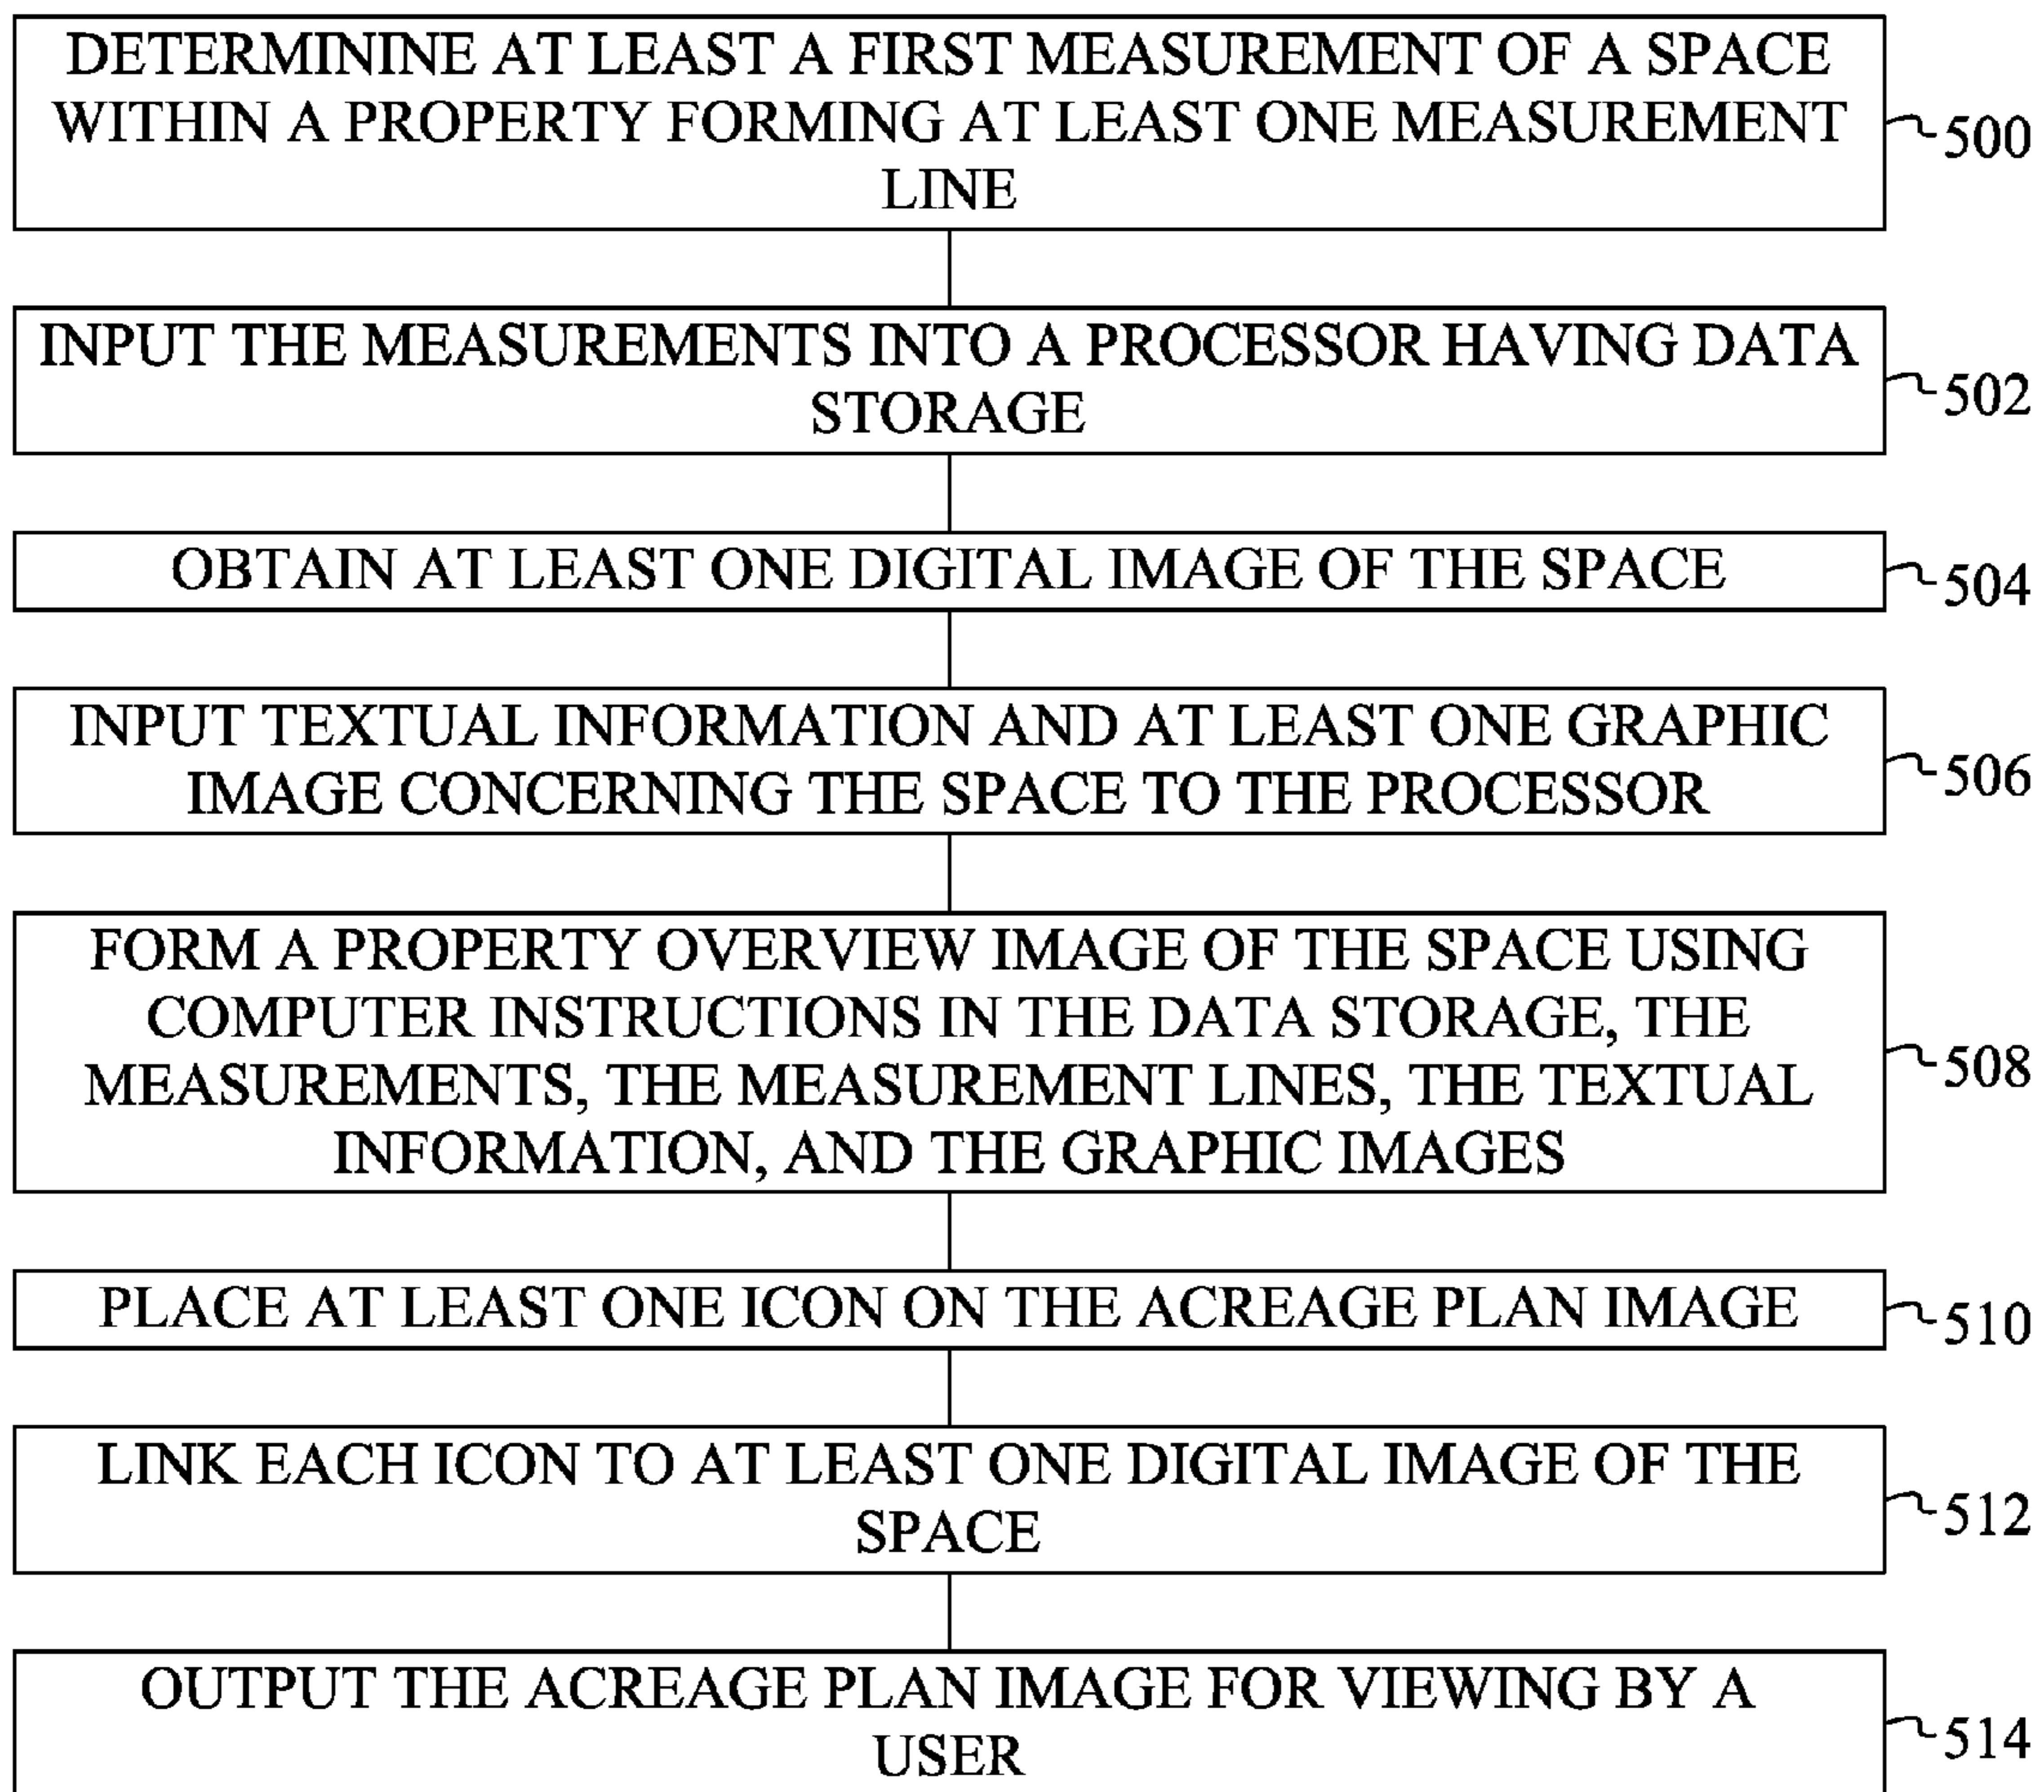 DETERMININE AT LEAST A FIRST MEASUREMENT OF A SPACE
WITHIN A PROPERTY FORMING AT LEAST ONE MEASUREMENT
LINE
500
INPUT THE MEASUREMENTS INTO A PROCESSOR HAVING DATA
STORAGE
502
OBTAIN AT LEAST ONE DIGITAL IMAGE OF THE SPACE
504
INPUT TEXTUAL INFORMATION AND AT LEAST ONE GRAPHIC
IMAGE CONCERNING THE SPACE TO THE PROCESSOR
506
FORM A PROPERTY OVERVIEW IMAGE OF THE SPACE USING
COMPUTER INSTRUCTIONS IN THE DATA STORAGE, THE
MEASUREMENTS, THE MEASUREMENT LINES, THE TEXTUAL
INFORMATION, AND THE GRAPHIC IMAGES
508
PLACE AT LEAST ONE ICON ON THE ACREAGE PLAN IMAGE
510
LINK EACH ICON TO AT LEAST ONE DIGITAL IMAGE OF THE
SPACE
512
OUTPUT THE ACREAGE PLAN IMAGE FOR VIEWING BY A
USER
514